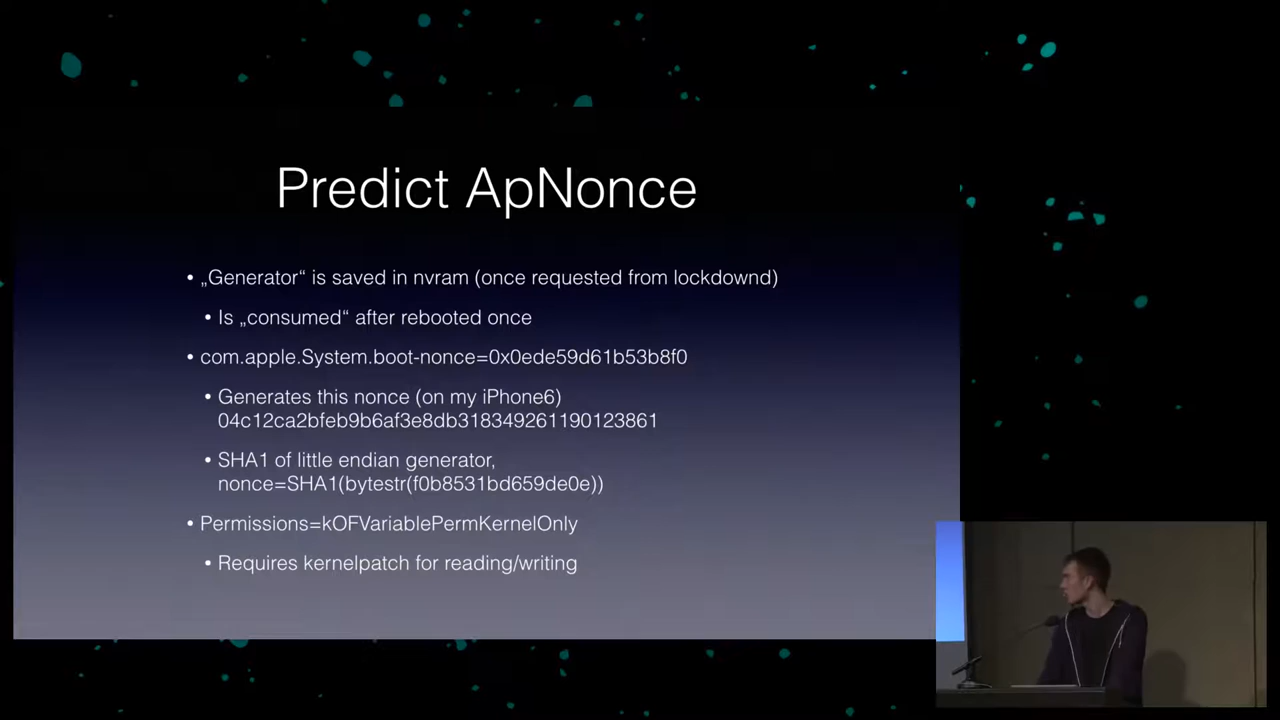 Predict ApNonce
• „Generator“ is saved in nvram (once requested from lockdownd)
• Is „consumed“ after rebooted once
• com.apple.System.boot-nonce=0x0ede59d61b53b8f0
• Generates this nonce (on my iPhone6)
04c12ca2bfeb9b6af3e8db318349261190123861
• SHA1 of little endian generator,
nonce=SHA1(bytestr(f0b8531bd659de0e))
• Permissions=kOFVariablePermKernelOnly
• Requires kernelpatch for reading/writing